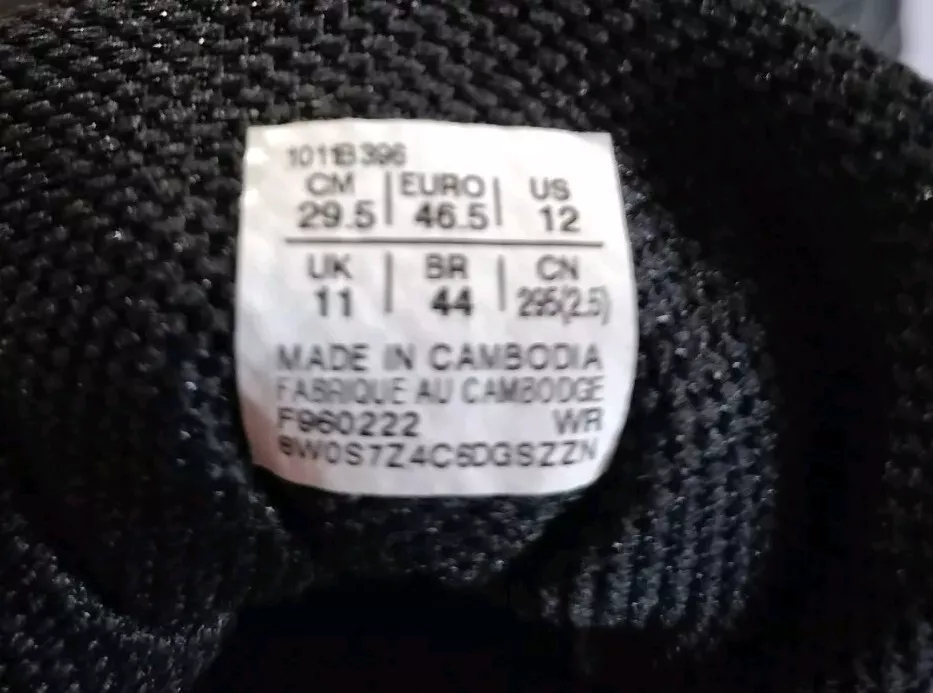 1011B396
CM | EURO | US
29.5 | 46.5 | 12
UK | BR | CN
11 | 44 | 295(2.5)
MADE IN CAMBODIA
FABRIQUE AU CAMBODGE
F960222 WR
8W0S7Z4C6DGSZZN